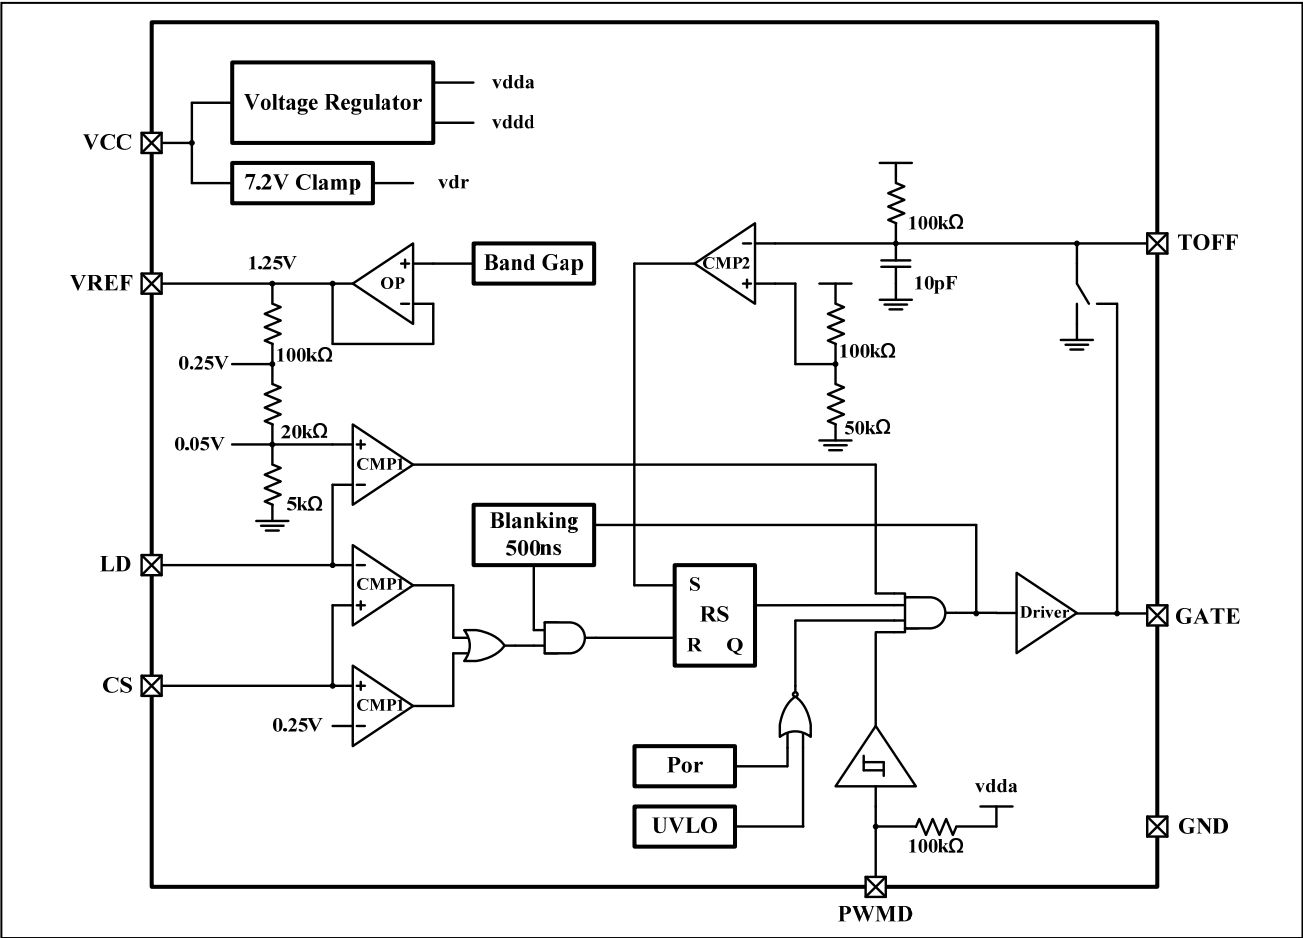 vdda
Voltage Regulator
vddd
VCC
7.2V Clamp
vdr
100kΩ
TOFF
CMP2
−
+
10pF
1.25V
VREF
OP
+
−
Band Gap
100kΩ
100kΩ
0.25V
20kΩ
50kΩ
0.05V
+
CMP1
−
5kΩ
Blanking
500ns
LD
−
CMP1
+
S
RS
R
Q
Driver
GATE
CS
+
CMP1
−
0.25V
Por
UVLO
vdda
100kΩ
GND
PWMD